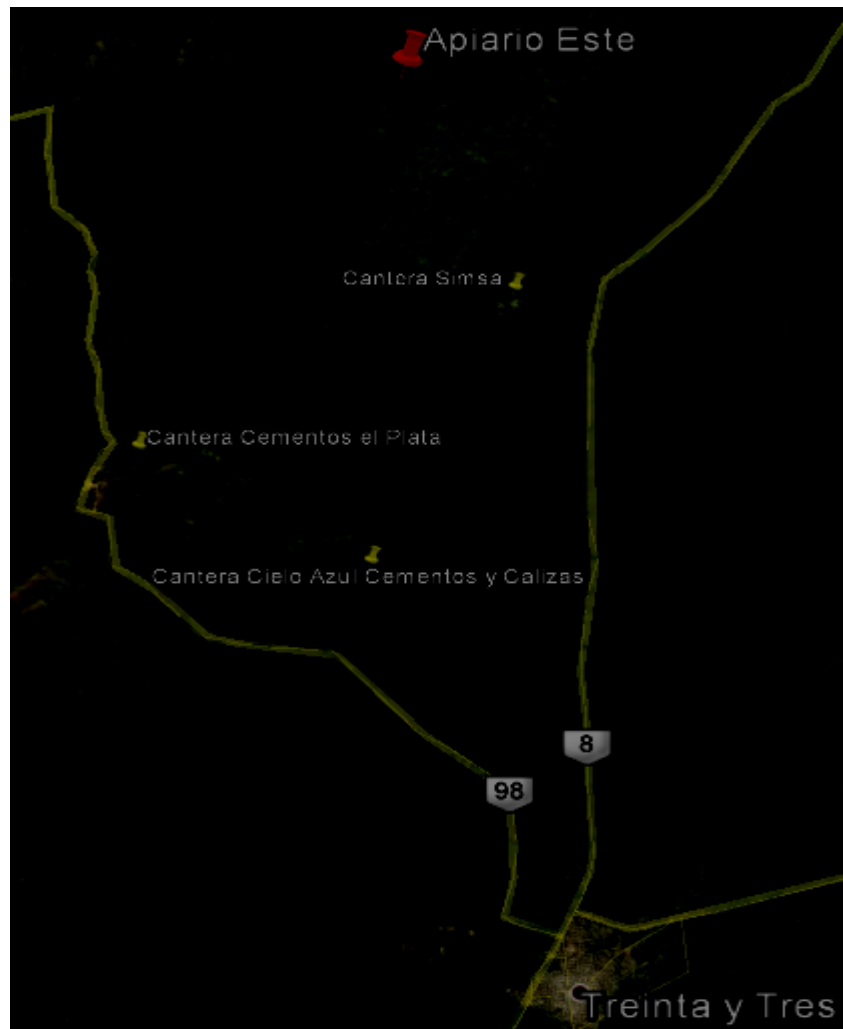 Apiario Este
Cantera Simsa
Cantera Cementos el Plata
Cantera Cielo Azul Cementos y Calizas
8
98
Treinta y Tres